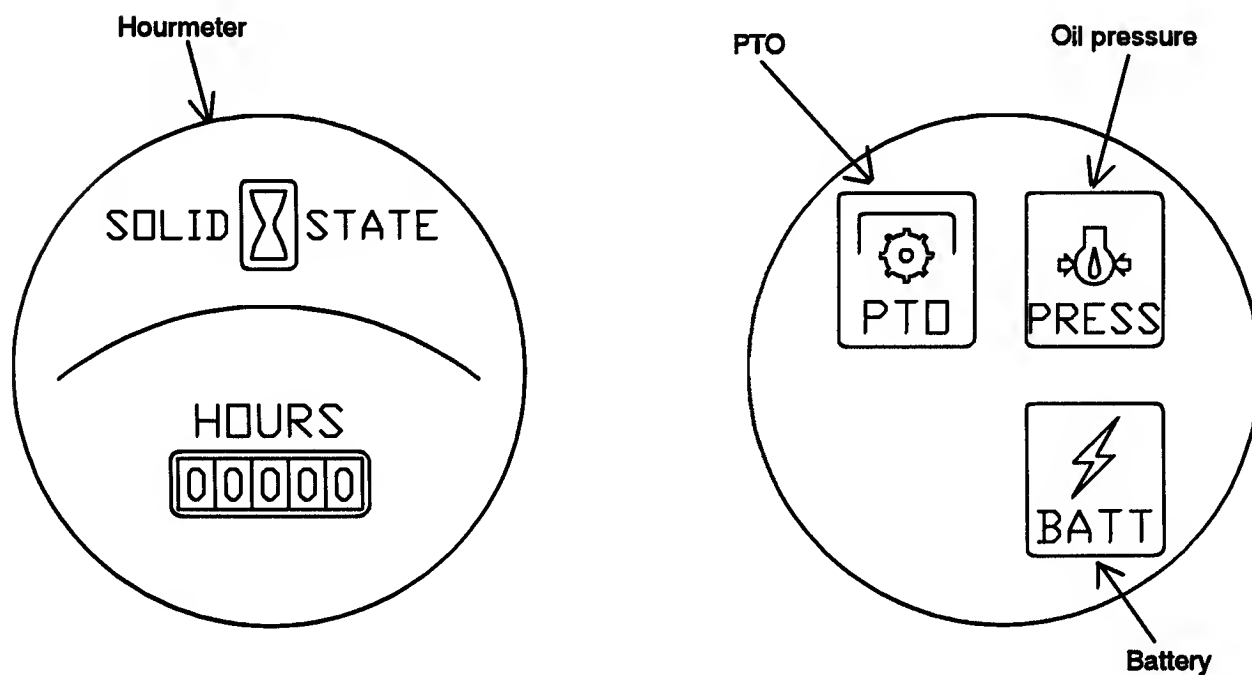 Hourmeter
PTO
Oil pressure
SOLID STATE
PTO
PRESS
HOURS
00000
BATT
Battery